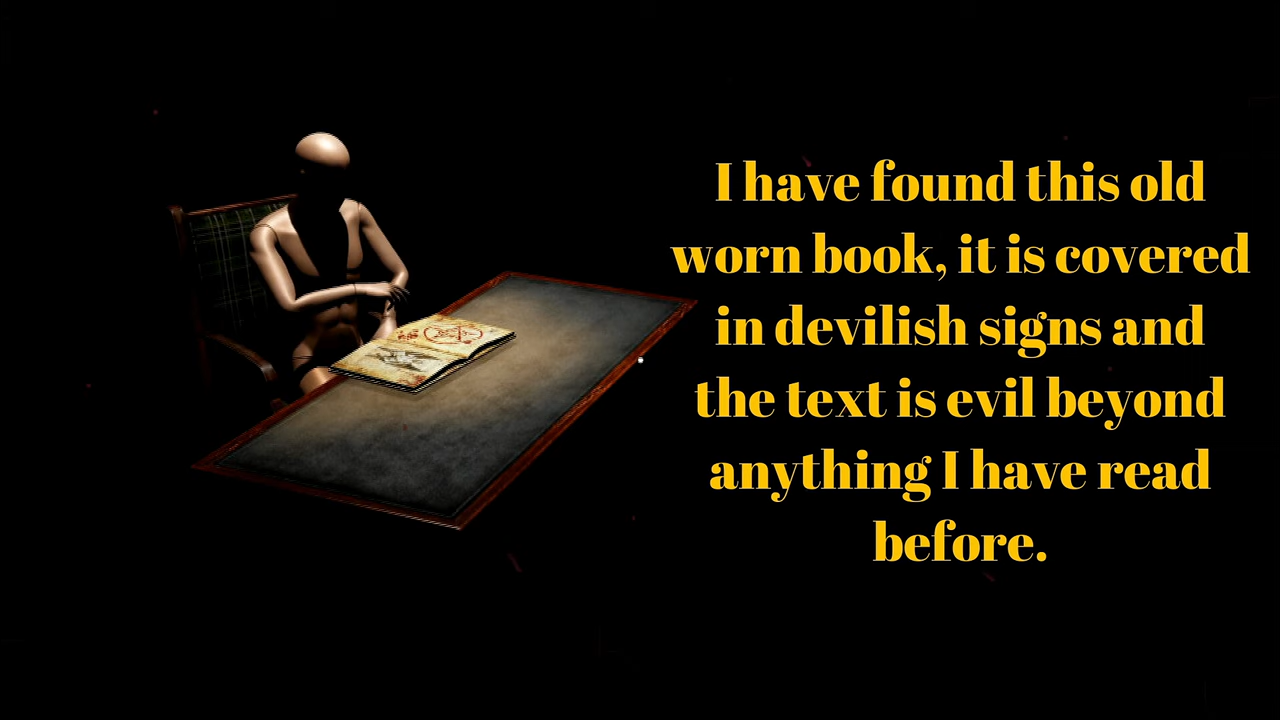 I have found this old
worn book, it is covered
in devilish signs and
the text is evil beyond
anything I have read
before.